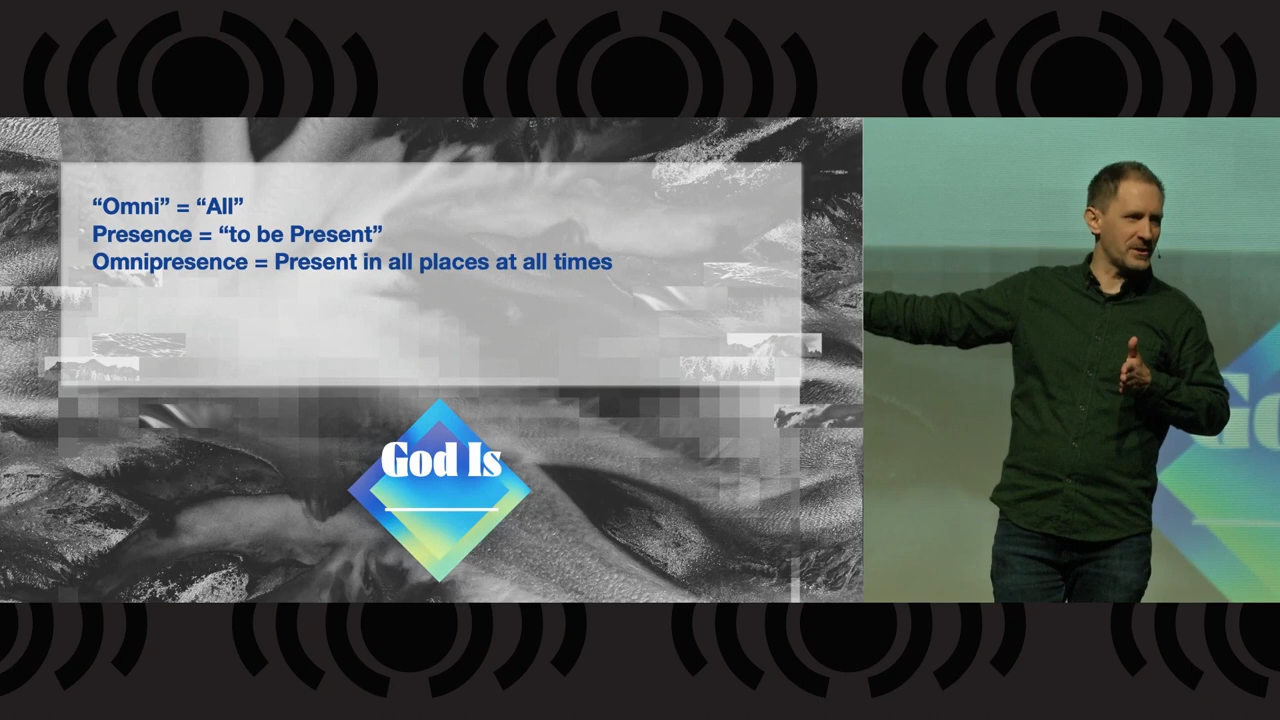 “Omni” = “All”
Presence = “to be Present”
Omnipresence = Present in all places at all times
God Is